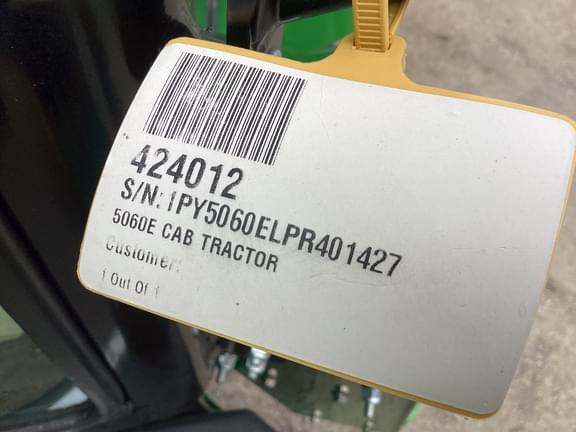 424012
S/N: 1PY5060ELPR401427
5060E CAB TRACTOR
Customer:
1 Out Of 1